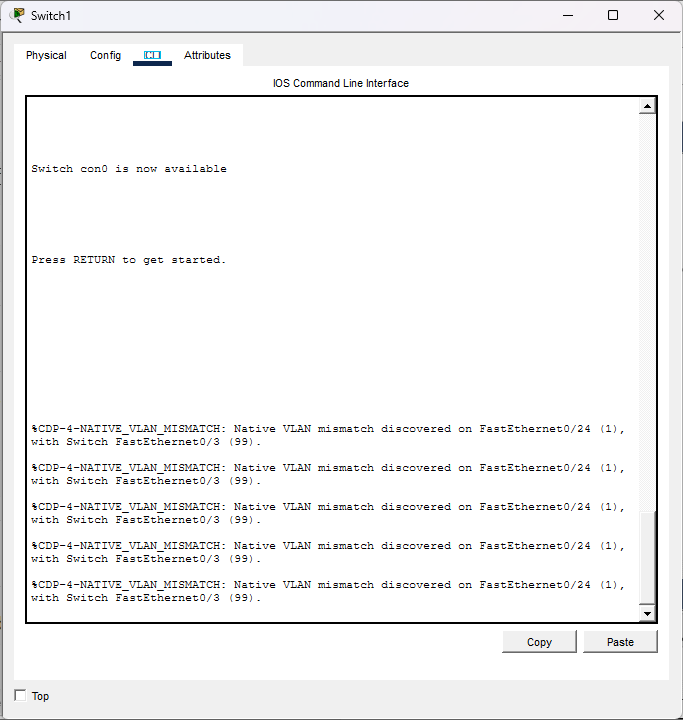 Switch1
Physical Config CLI Attributes
IOS Command Line Interface
Switch con0 is now available
Press RETURN to get started.
%CDP-4-NATIVE_VLAN_MISMATCH: Native VLAN mismatch discovered on FastEthernet0/24 (1),
with Switch FastEthernet0/3 (99).
%CDP-4-NATIVE_VLAN_MISMATCH: Native VLAN mismatch discovered on FastEthernet0/24 (1),
with Switch FastEthernet0/3 (99).
%CDP-4-NATIVE_VLAN_MISMATCH: Native VLAN mismatch discovered on FastEthernet0/24 (1),
with Switch FastEthernet0/3 (99).
%CDP-4-NATIVE_VLAN_MISMATCH: Native VLAN mismatch discovered on FastEthernet0/24 (1),
with Switch FastEthernet0/3 (99).
%CDP-4-NATIVE_VLAN_MISMATCH: Native VLAN mismatch discovered on FastEthernet0/24 (1),
with Switch FastEthernet0/3 (99).
Copy Paste
Top